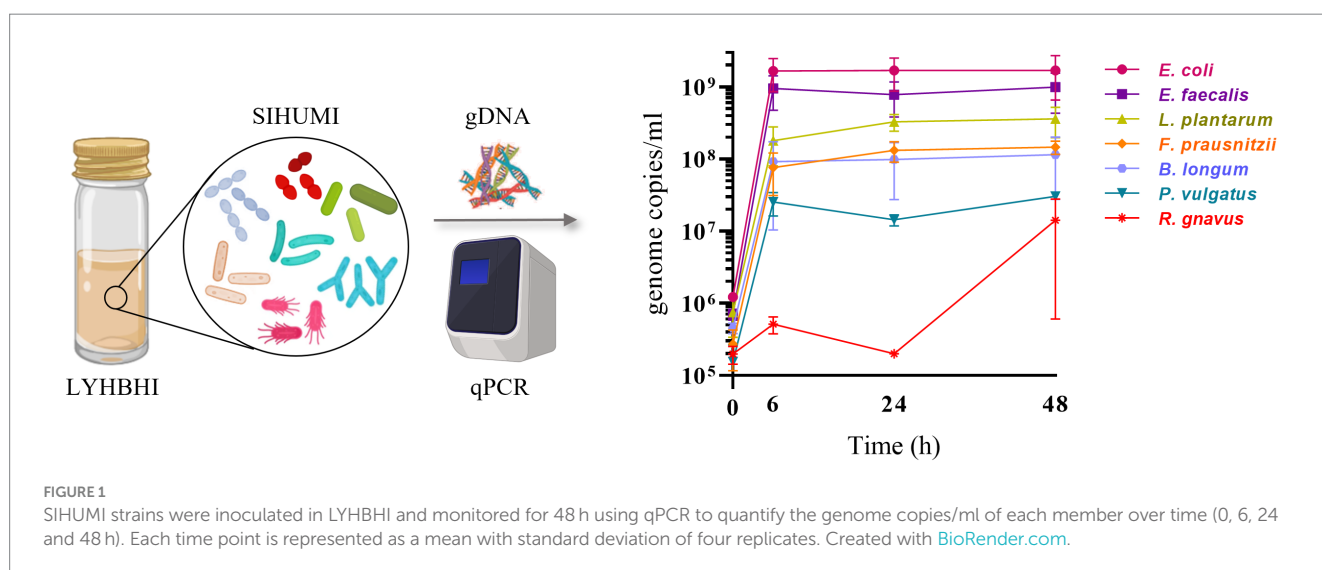 SIHUMI
gDNA
LYHBHI
qPCR
genome copies/ml
10⁹
10⁸
10⁷
10⁶
10⁵
0
6
24
48
Time (h)
E. coli
E. faecalis
L. plantarum
F. prausnitzii
B. longum
P. vulgatus
R. gnavus
FIGURE 1
SIHUMI strains were inoculated in LYHBHI and monitored for 48 h using qPCR to quantify the genome copies/ml of each member over time (0, 6, 24
and 48 h). Each time point is represented as a mean with standard deviation of four replicates. Created with BioRender.com.